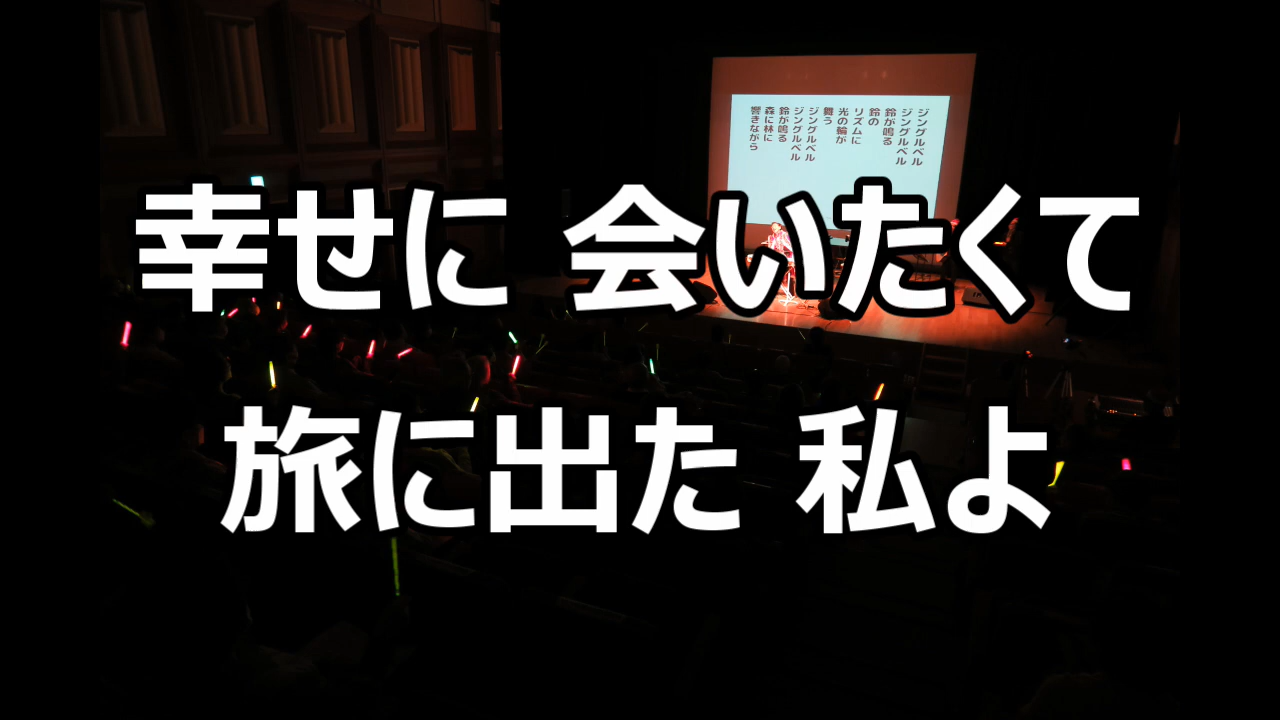 ジングルベル
ジングルベル
鈴が鳴る
鈴の
リズムに
光の輪が
舞う
ジングルベル
ジングルベル
鈴が鳴る
森に林に
響きながら
幸せに 会いたくて
旅に出た 私よ